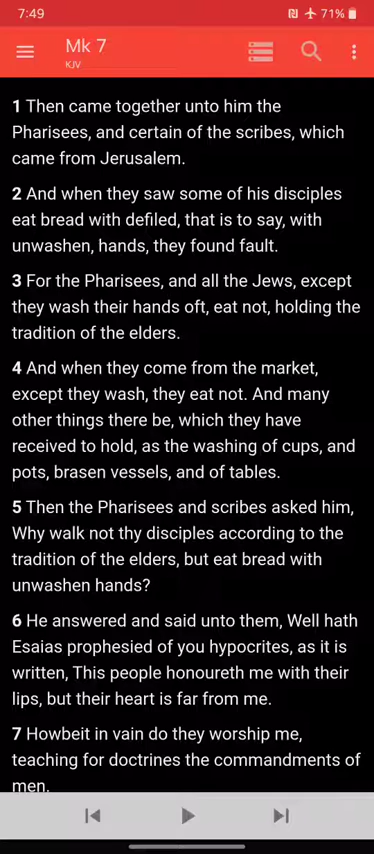 7:49
71%
Mk 7
KJV
1 Then came together unto him the
Pharisees, and certain of the scribes, which
came from Jerusalem.
2 And when they saw some of his disciples
eat bread with defiled, that is to say, with
unwashen, hands, they found fault.
3 For the Pharisees, and all the Jews, except
they wash their hands oft, eat not, holding the
tradition of the elders.
4 And when they come from the market,
except they wash, they eat not. And many
other things there be, which they have
received to hold, as the washing of cups, and
pots, brasen vessels, and of tables.
5 Then the Pharisees and scribes asked him,
Why walk not thy disciples according to the
tradition of the elders, but eat bread with
unwashen hands?
6 He answered and said unto them, Well hath
Esaias prophesied of you hypocrites, as it is
written, This people honoureth me with their
lips, but their heart is far from me.
7 Howbeit in vain do they worship me,
teaching for doctrines the commandments of
men.